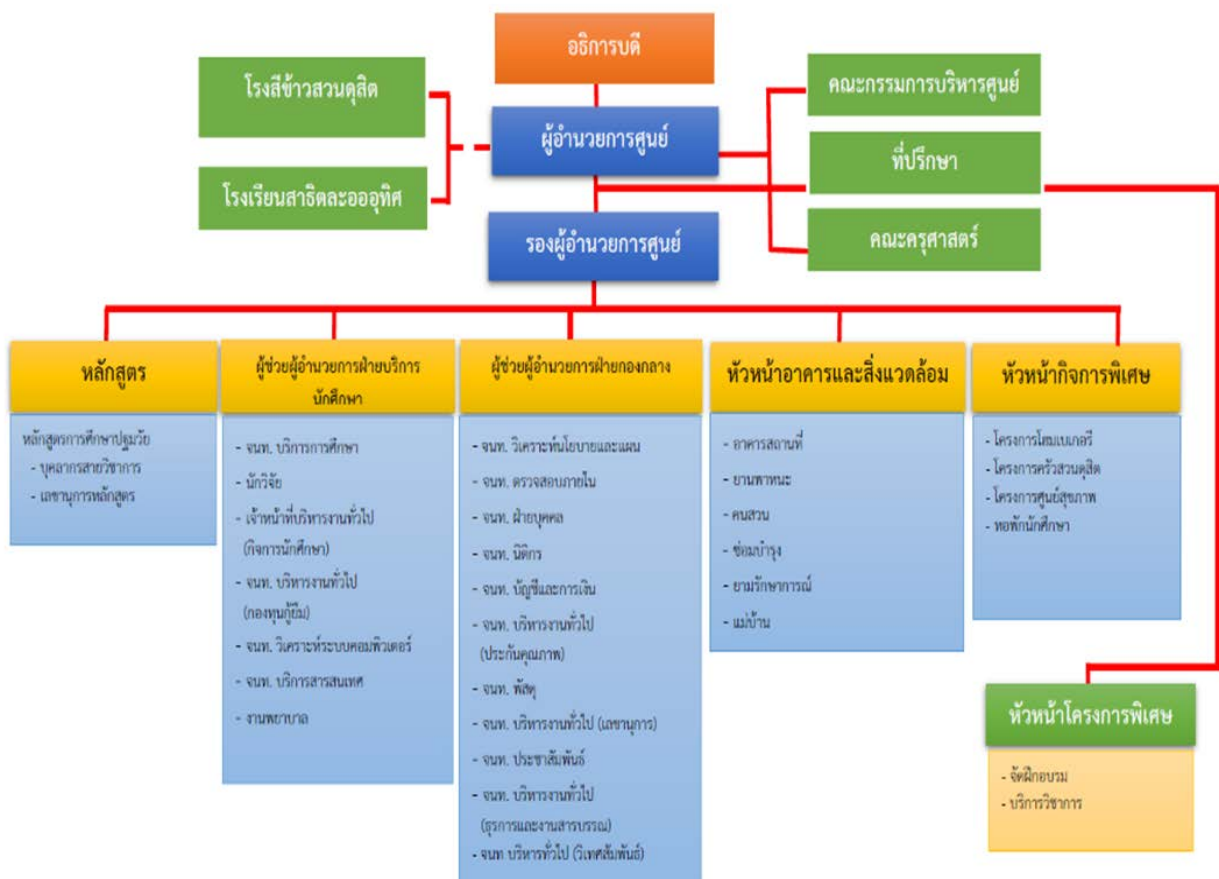 อธิการบดี
โรงสีข้าวสวนดุสิต
คณะกรรมการบริหารศูนย์
ผู้อำนวยการศูนย์
ที่ปรึกษา
โรงเรียนสาธิตละอออุทิศ
รองผู้อำนวยการศูนย์
คณะครุศาสตร์
หลักสูตร
หลักสูตรการศึกษาปฐมวัย
- บุคลากรสายวิชาการ
- เลขานุการหลักสูตร
ผู้ช่วยผู้อำนวยการฝ่ายบริการ
นักศึกษา
- จนท. บริการการศึกษา
- นักวิจัย
- เจ้าหน้าที่บริหารงานทั่วไป
(กิจการนักศึกษา)
- จนท. บริหารงานทั่วไป
(กองทุนกู้ยืม)
- จนท. วิเคราะห์ระบบคอมพิวเตอร์
- จนท. บริการสารสนเทศ
- งานพยาบาล
ผู้ช่วยผู้อำนวยการฝ่ายกองกลาง
- จนท. วิเคราะห์นโยบายและแผน
- จนท. ตรวจสอบภายใน
- จนท. ฝ่ายบุคคล
- จนท. นิติกร
- จนท. บัญชีและการเงิน
- จนท. บริหารงานทั่วไป
(ประกันคุณภาพ)
- จนท. พัสดุ
- จนท. บริหารงานทั่วไป (เลขานุการ)
- จนท. ประชาสัมพันธ์
- จนท. บริหารงานทั่วไป
(ธุรการและงานสารบรรณ)
- จนท บริหารทั่วไป (วิเทศสัมพันธ์)
หัวหน้าอาคารและสิ่งแวดล้อม
- อาคารสถานที่
- ยานพาหนะ
- คนสวน
- ซ่อมบำรุง
- ยามรักษาการณ์
- แม่บ้าน
หัวหน้ากิจการพิเศษ
- โครงการโฮมเบเกอรี
- โครงการครัวสวนดุสิต
- โครงการศูนย์สุขภาพ
- หอพักนักศึกษา
หัวหน้าโครงการพิเศษ
- จัดฝึกอบรม
- บริการวิชาการ